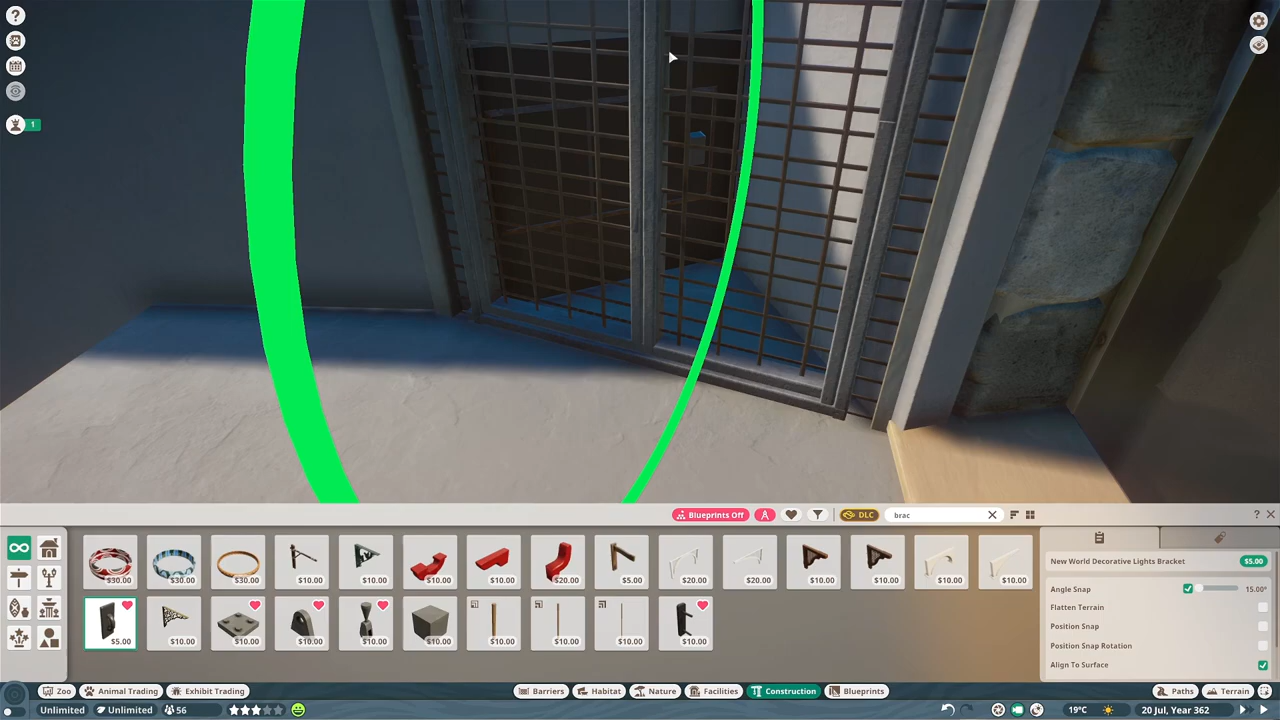 ?
1
Blueprints Off
DLC
brac
?
$30.00 $30.00 $30.00 $10.00 $10.00 $10.00 $10.00 $20.00 $5.00 $20.00 $20.00 $10.00 $10.00 $10.00 $10.00
$5.00 $10.00 $10.00 $10.00 $10.00 $10.00 $10.00 $10.00 $10.00 $10.00
New World Decorative Lights Bracket $5.00
Angle Snap 15.00°
Flatten Terrain
Position Snap
Position Snap Rotation
Align To Surface
Zoo Animal Trading Exhibit Trading Barriers Habitat Nature Facilities Construction Blueprints Paths Terrain
Unlimited Unlimited 56 19°C 20 Jul, Year 362